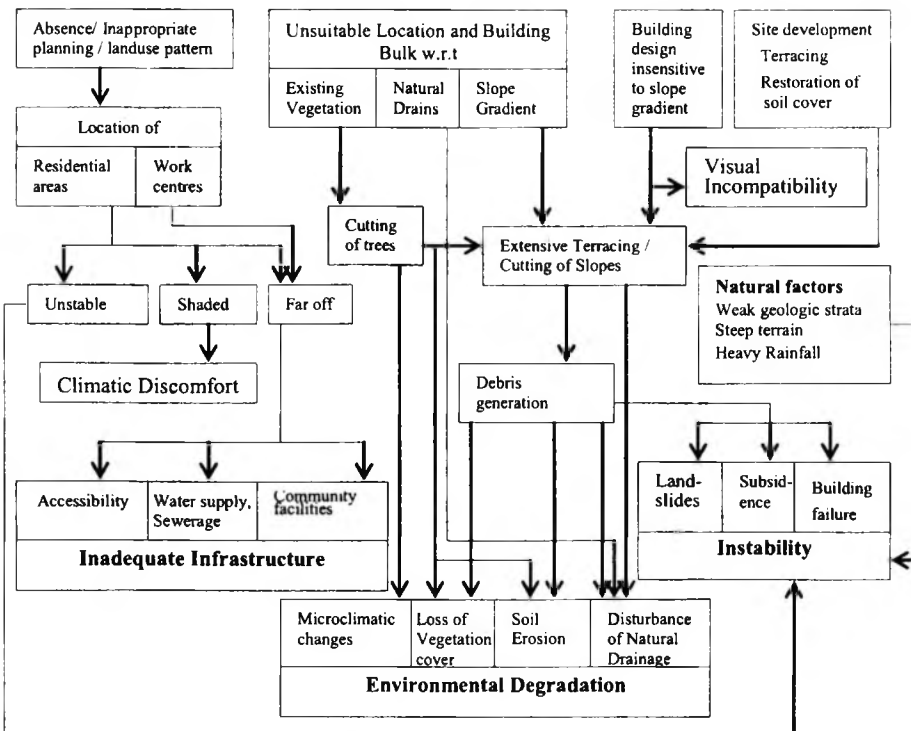 Absence/ Inappropriate
planning / landuse pattern
Unsuitable Location and Building
Bulk w.r.t
Existing
Vegetation
Natural
Drains
Slope
Gradient
Building
design
insensitive
to slope
gradient
Site development
Terracing
Restoration of
soil cover
Location of
Residential
areas
Work
centres
Visual
Incompatibility
Cutting
of trees
Extensive Terracing /
Cutting of Slopes
Unstable
Shaded
Far off
Natural factors
Weak geologic strata
Steep terrain
Heavy Rainfall
Climatic Discomfort
Debris
generation
Accessibility
Water supply,
Sewerage
Community
facilities
Inadequate Infrastructure
Land-
slides
Subsid-
ence
Building
failure
Instability
Microclimatic
changes
Loss of
Vegetation
cover
Soil
Erosion
Disturbance
of Natural
Drainage
Environmental Degradation